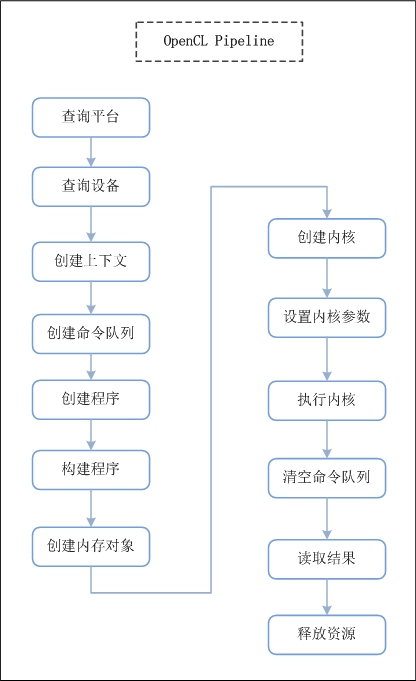 OpenCL Pipeline
查询平台
查询设备
创建上下文
创建命令队列
创建程序
构建程序
创建内存对象
创建内核
设置内核参数
执行内核
清空命令队列
读取结果
释放资源